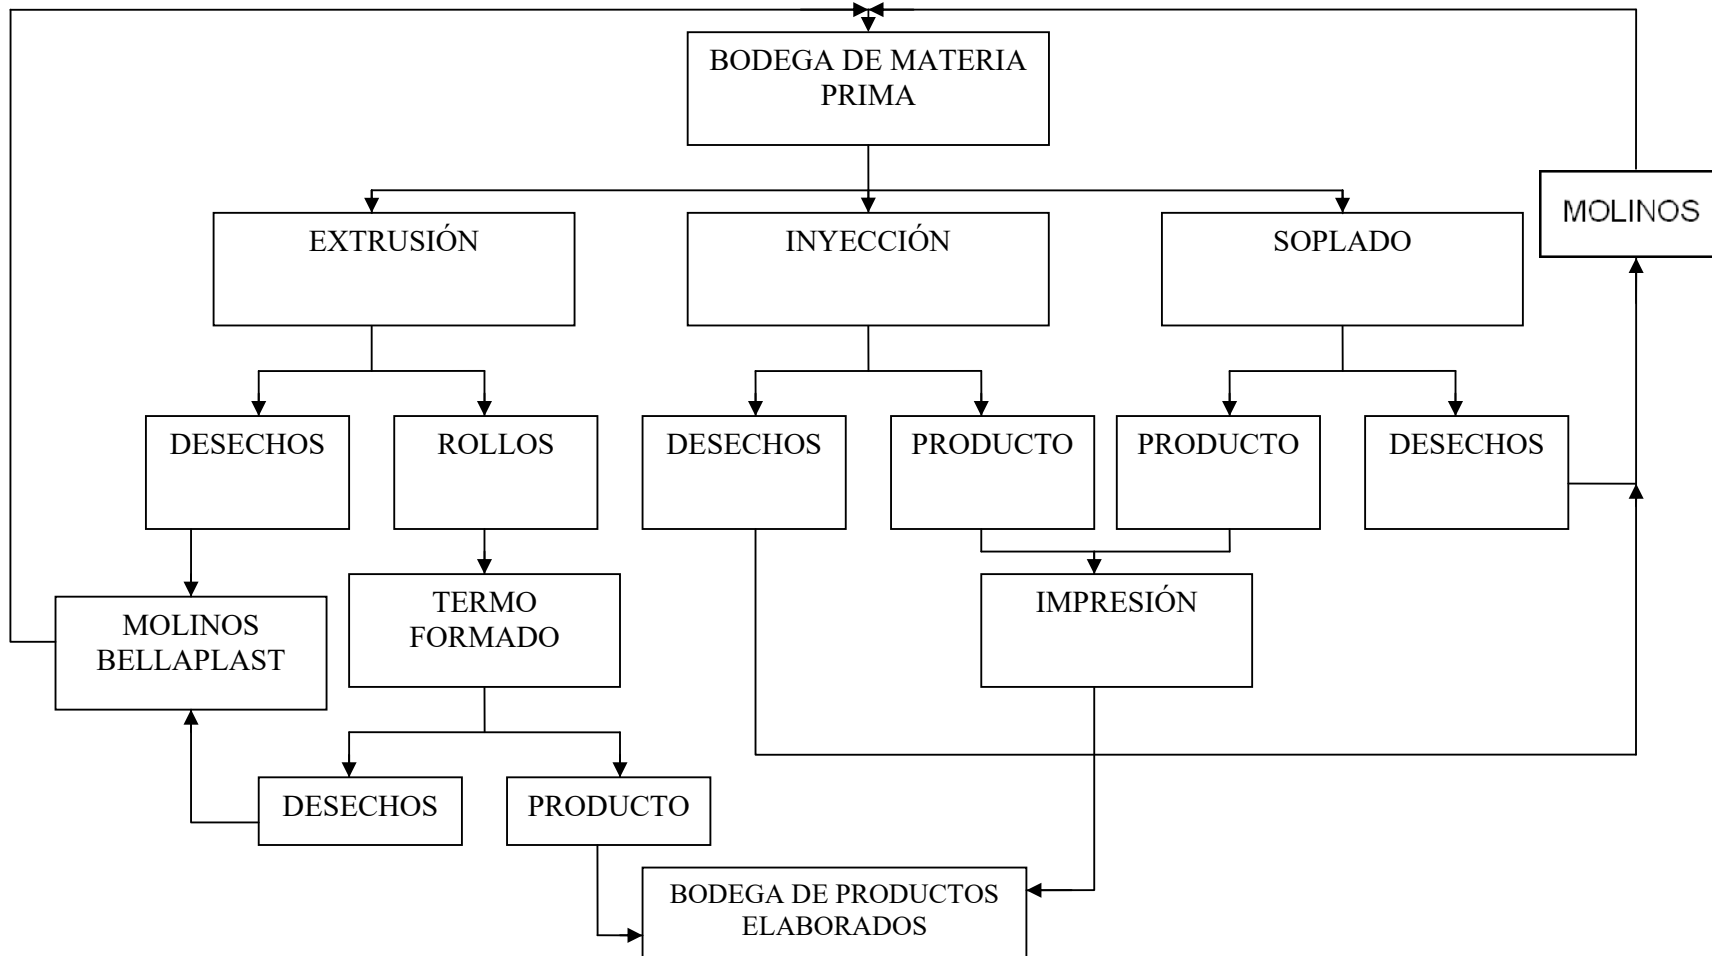 BODEGA DE MATERIA
PRIMA
MOLINOS
EXTRUSIÓN
INYECCIÓN
SOPLADO
DESECHOS
ROLLOS
DESECHOS
PRODUCTO
PRODUCTO
DESECHOS
MOLINOS
BELLAPLAST
TERMO
FORMADO
IMPRESIÓN
DESECHOS
PRODUCTO
BODEGA DE PRODUCTOS
ELABORADOS